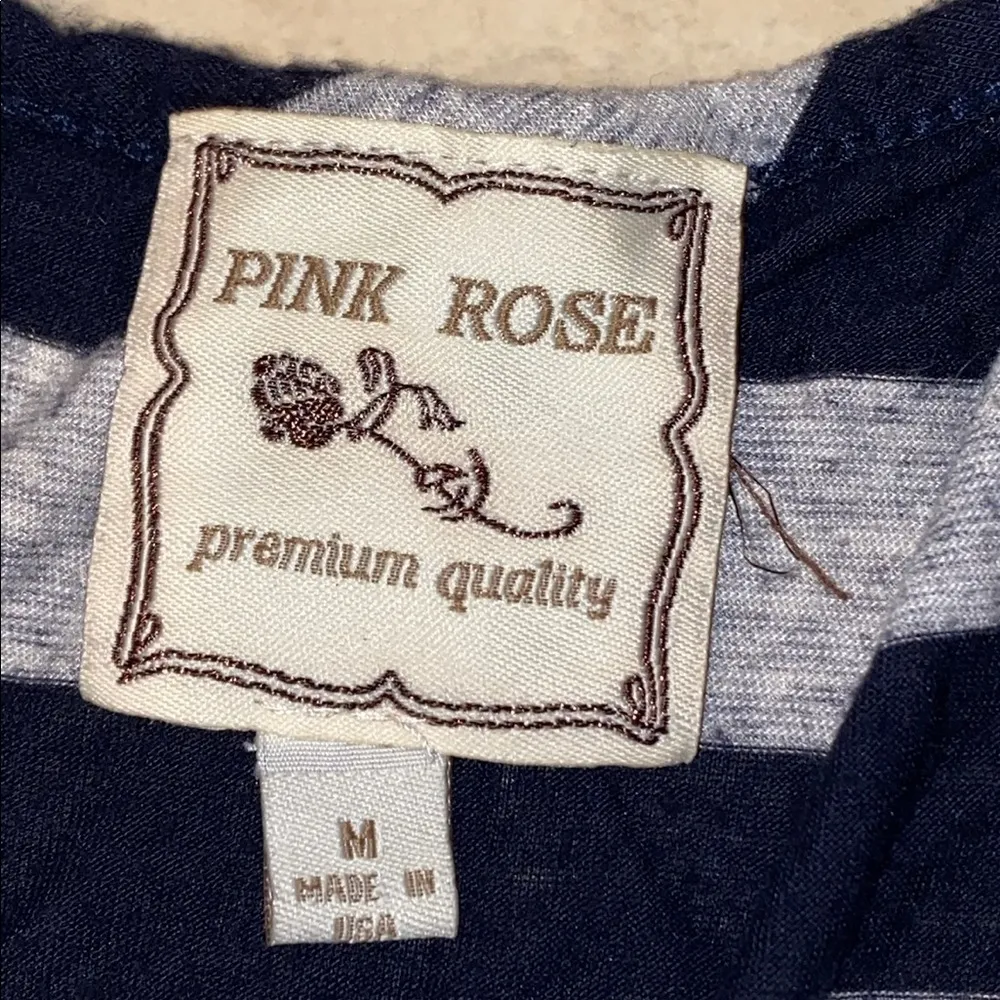 PINK ROSE
premium quality
M
MADE IN
USA